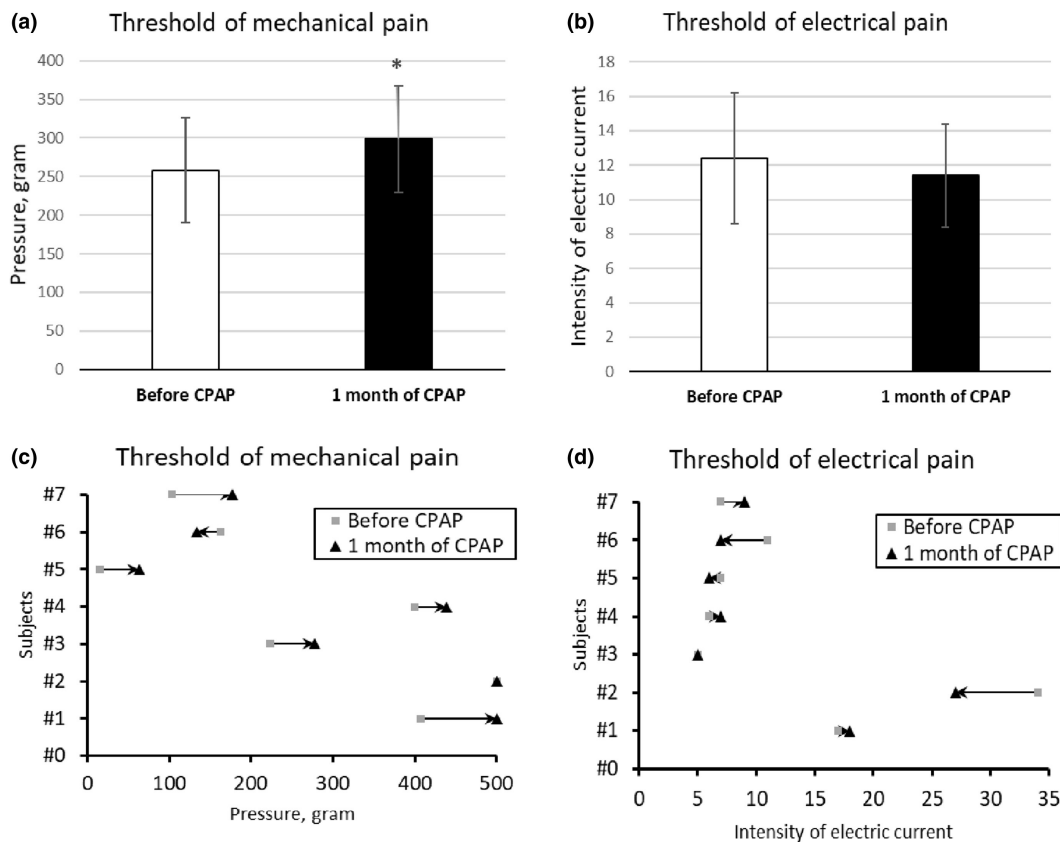 (a)
Threshold of mechanical pain
400
350
300
250
200
150
100
50
0
Pressure, gram
*
Before CPAP
1 month of CPAP
(b)
Threshold of electrical pain
18
16
14
12
10
8
6
4
2
0
Intensity of electric current
Before CPAP
1 month of CPAP
(c)
Threshold of mechanical pain
#7
#6
#5
#4
#3
#2
#1
#0
Subjects
Before CPAP
1 month of CPAP
0 100 200 300 400 500
Pressure, gram
(d)
Threshold of electrical pain
#7
#6
#5
#4
#3
#2
#1
#0
Subjects
Before CPAP
1 month of CPAP
0 5 10 15 20 25 30 35
Intensity of electric current